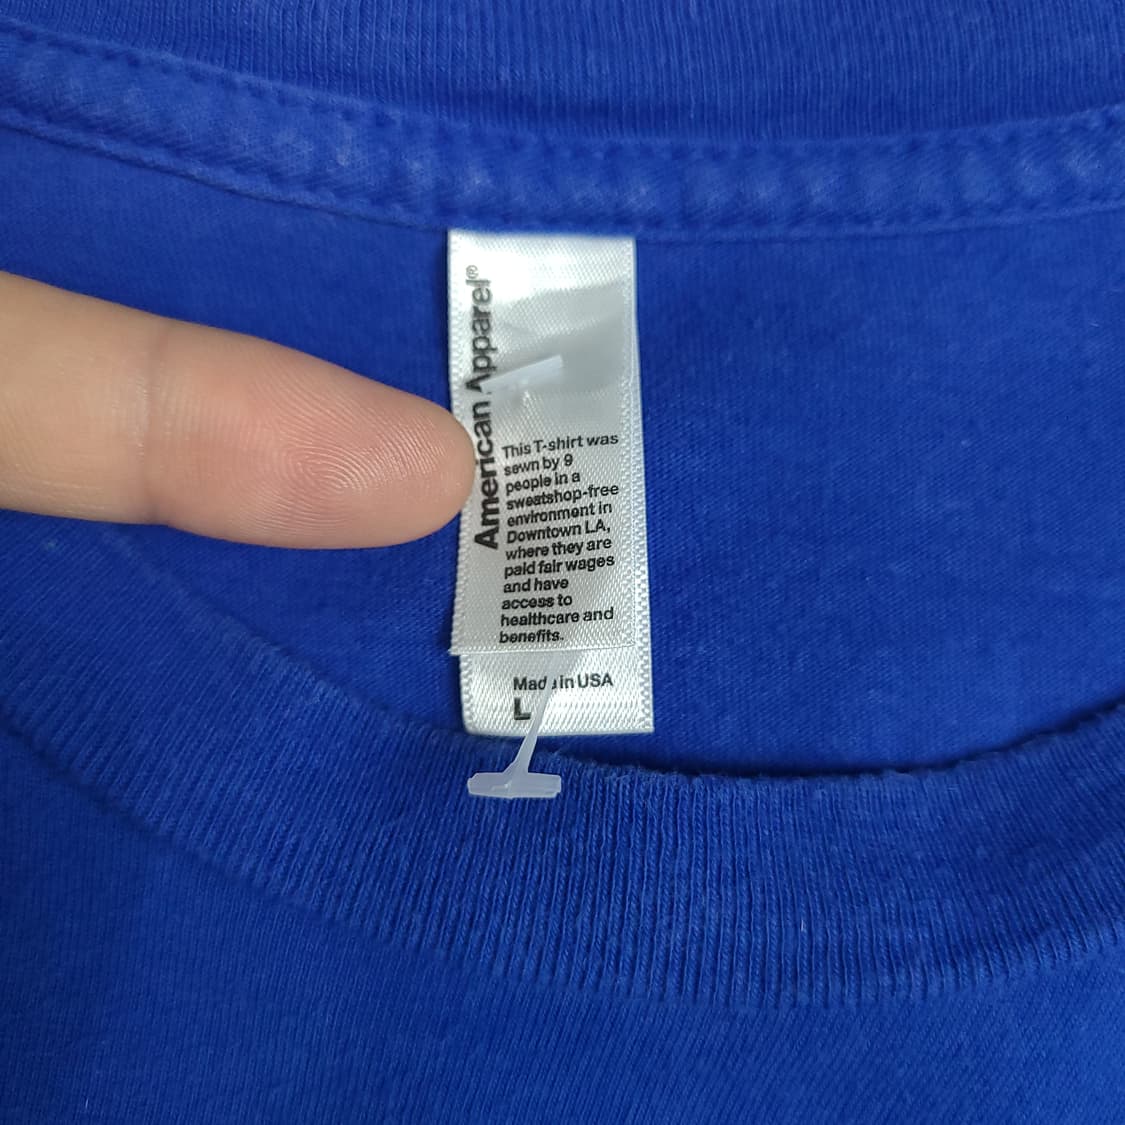 American Apparel®
This T-shirt was
sewn by 9
people in a
sweatshop-free
environment in
Downtown LA,
where they are
paid fair wages
and have
access to
healthcare and
benefits.
Made in USA
L